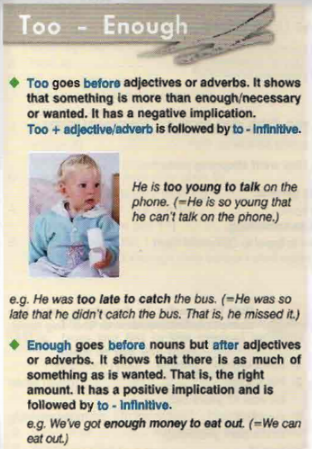 Too - Enough
Too goes before adjectives or adverbs. It shows
that something is more than enough/necessary
or wanted. It has a negative implication.
Too + adjective/adverb is followed by to - infinitive.
He is too young to talk on the
phone. (=He is so young that
he can't talk on the phone.)
e.g. He was too late to catch the bus. (=He was so
late that he didn't catch the bus. That is, he missed it.)
Enough goes before nouns but after adjectives
or adverbs. It shows that there is as much of
something as is wanted. That is, the right
amount. It has a positive implication and is
followed by to - infinitive.
e.g. We've got enough money to eat out. (=We can
eat out.)